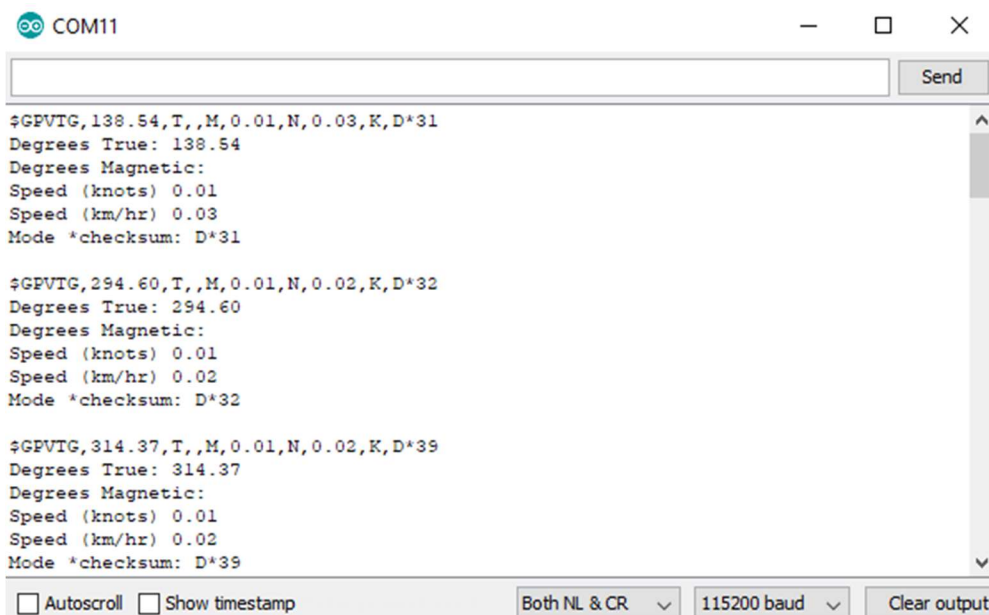 COM11
Send
$GPVTG,138.54,T,,M,0.01,N,0.03,K,D*31
Degrees True: 138.54
Degrees Magnetic:
Speed (knots) 0.01
Speed (km/hr) 0.03
Mode *checksum: D*31
$GPVTG,294.60,T,,M,0.01,N,0.02,K,D*32
Degrees True: 294.60
Degrees Magnetic:
Speed (knots) 0.01
Speed (km/hr) 0.02
Mode *checksum: D*32
$GPVTG,314.37,T,,M,0.01,N,0.02,K,D*39
Degrees True: 314.37
Degrees Magnetic:
Speed (knots) 0.01
Speed (km/hr) 0.02
Mode *checksum: D*39
Autoscroll Show timestamp Both NL & CR 115200 baud Clear output